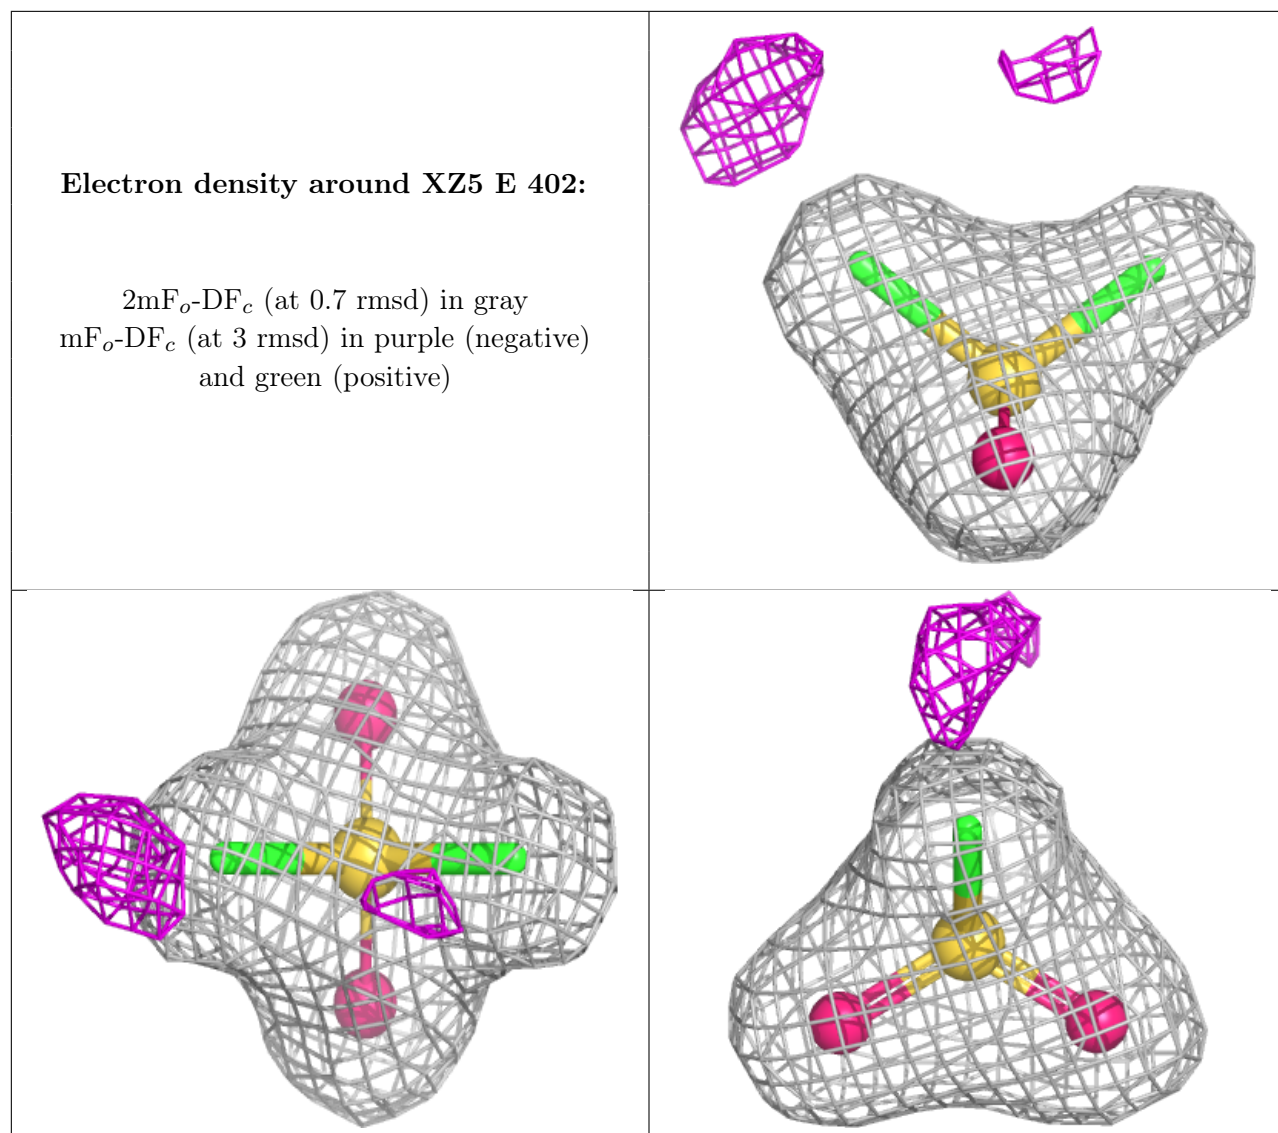 Electron density around XZ5 E 402:
2mFo-DFc (at 0.7 rmsd) in gray
mFo-DFc (at 3 rmsd) in purple (negative)
and green (positive)